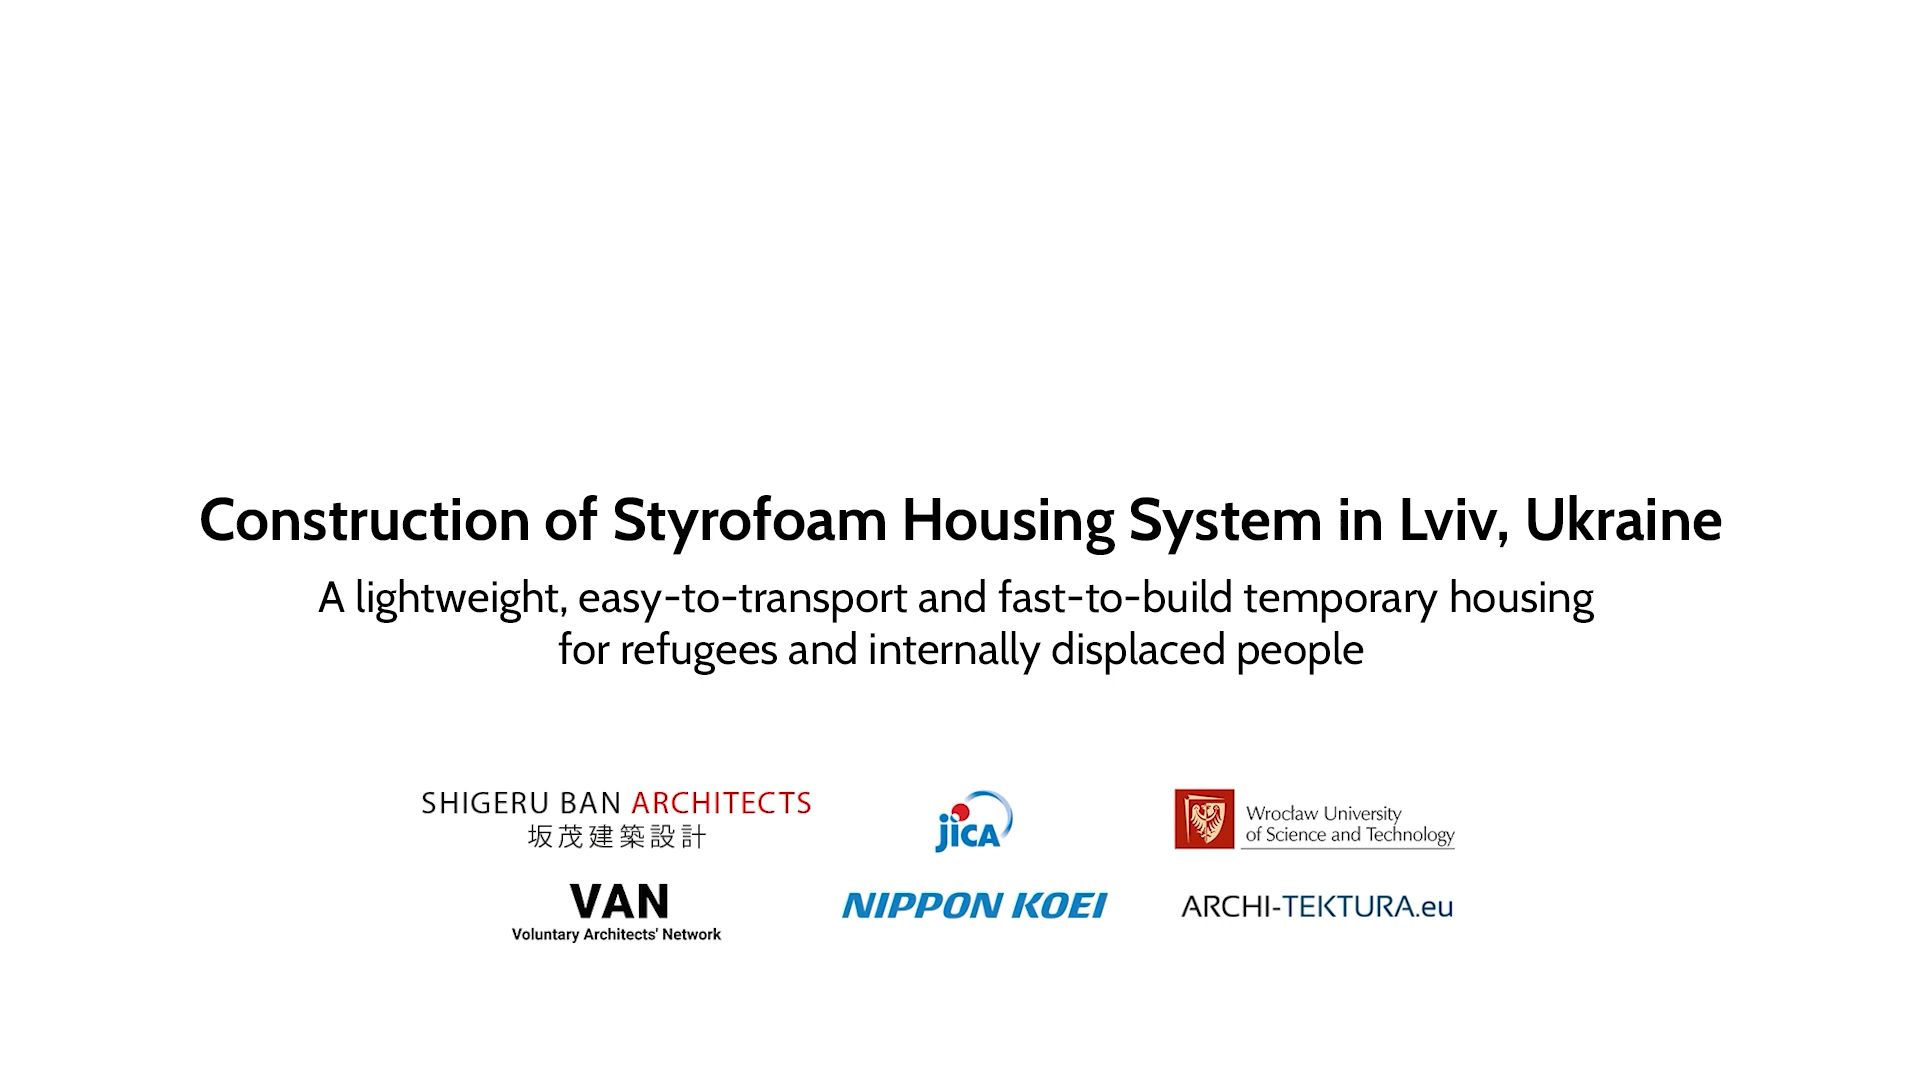 Construction of Styrofoam Housing System in Lviv, Ukraine
A lightweight, easy-to-transport and fast-to-build temporary housing
for refugees and internally displaced people
SHIGERU BAN ARCHITECTS
坂茂建築設計
VAN
Voluntary Architects' Network
jICA
NIPPON KOEI
Wrocław University
of Science and Technology
ARCHI-TEKTURA.eu